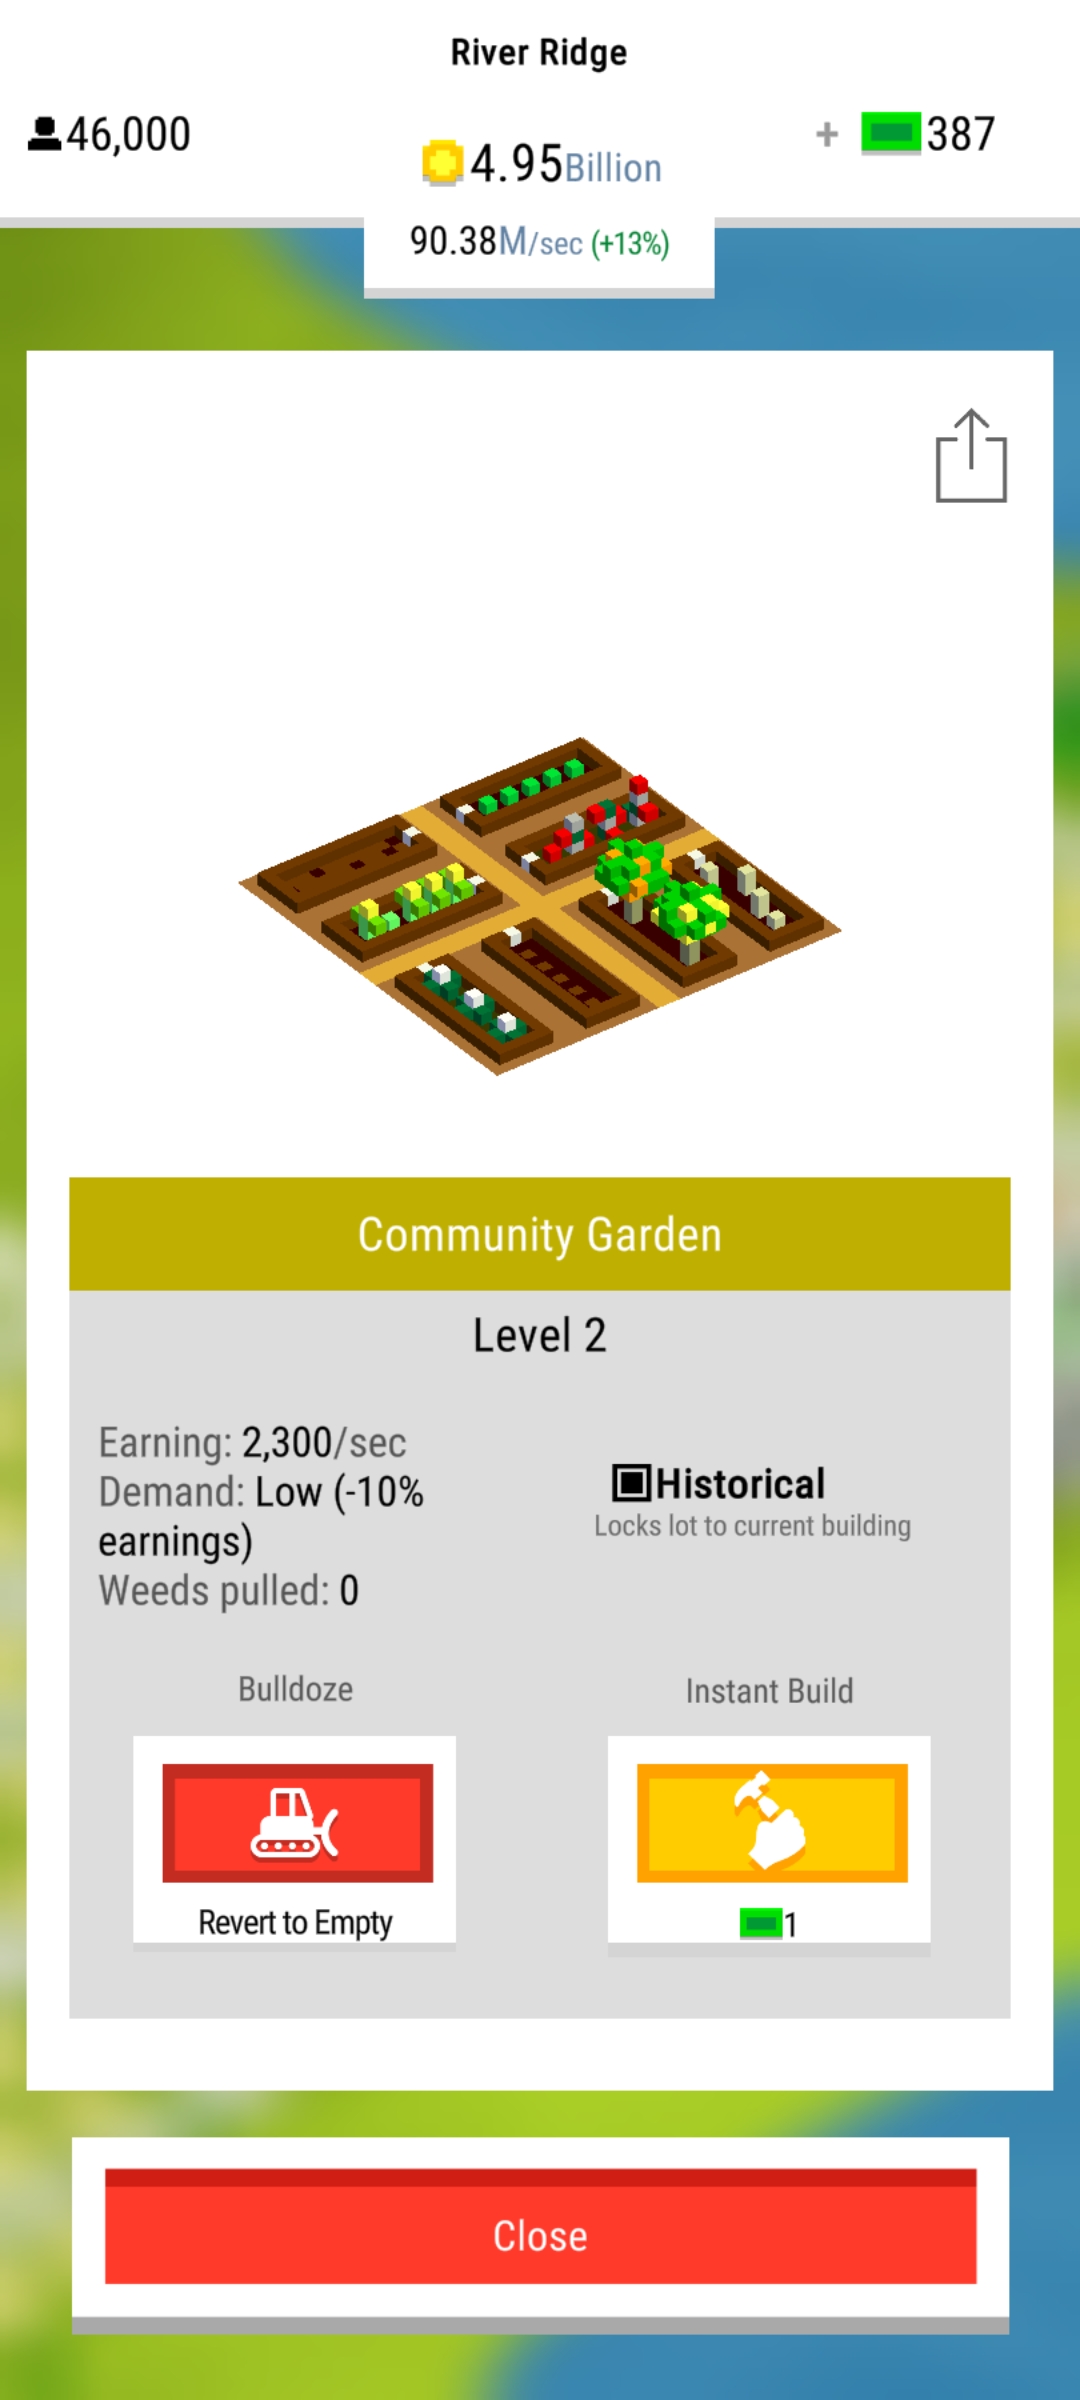 River Ridge
46,000
4.95Billion
+ 387
90.38M/sec (+13%)
Community Garden
Level 2
Earning: 2,300/sec
Demand: Low (-10%
earnings)
Weeds pulled: 0
Historical
Locks lot to current building
Bulldoze
Instant Build
Revert to Empty
1
Close